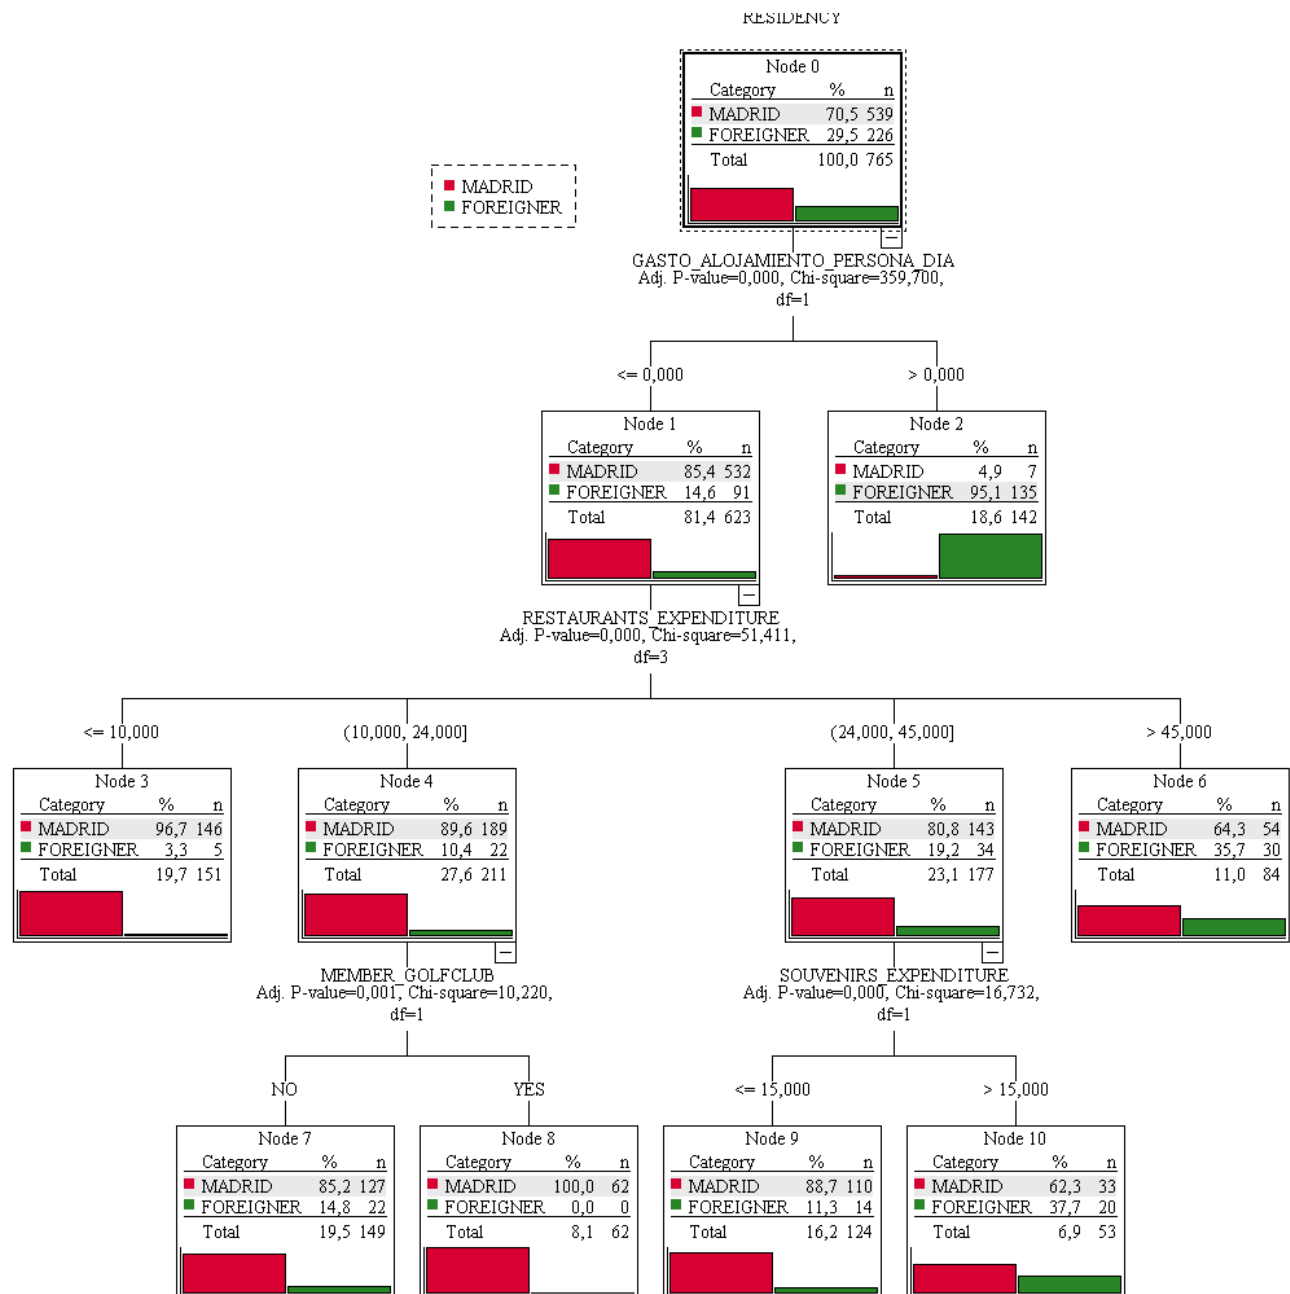 RESIDENCY
Node 0
Category % n
MADRID 70,5 539
FOREIGNER 29,5 226
Total 100,0 765
MADRID
FOREIGNER
GASTO_ALOJAMIENTO_PERSONA_DIA
Adj. P-value=0,000, Chi-square=359,700,
df=1
<= 0,000
> 0,000
Node 1
Category % n
MADRID 85,4 532
FOREIGNER 14,6 91
Total 81,4 623
Node 2
Category % n
MADRID 4,9 7
FOREIGNER 95,1 135
Total 18,6 142
RESTAURANTS_EXPENDITURE
Adj. P-value=0,000, Chi-square=51,411,
df=3
<= 10,000
(10,000, 24,000]
(24,000, 45,000]
> 45,000
Node 3
Category % n
MADRID 96,7 146
FOREIGNER 3,3 5
Total 19,7 151
Node 4
Category % n
MADRID 89,6 189
FOREIGNER 10,4 22
Total 27,6 211
Node 5
Category % n
MADRID 80,8 143
FOREIGNER 19,2 34
Total 23,1 177
Node 6
Category % n
MADRID 64,3 54
FOREIGNER 35,7 30
Total 11,0 84
MEMBER_GOLFCLUB
Adj. P-value=0,001, Chi-square=10,220,
df=1
SOUVENIRS_EXPENDITURE
Adj. P-value=0,000, Chi-square=16,732,
df=1
NO
YES
<= 15,000
> 15,000
Node 7
Category % n
MADRID 85,2 127
FOREIGNER 14,8 22
Total 19,5 149
Node 8
Category % n
MADRID 100,0 62
FOREIGNER 0,0 0
Total 8,1 62
Node 9
Category % n
MADRID 88,7 110
FOREIGNER 11,3 14
Total 16,2 124
Node 10
Category % n
MADRID 62,3 33
FOREIGNER 37,7 20
Total 6,9 53